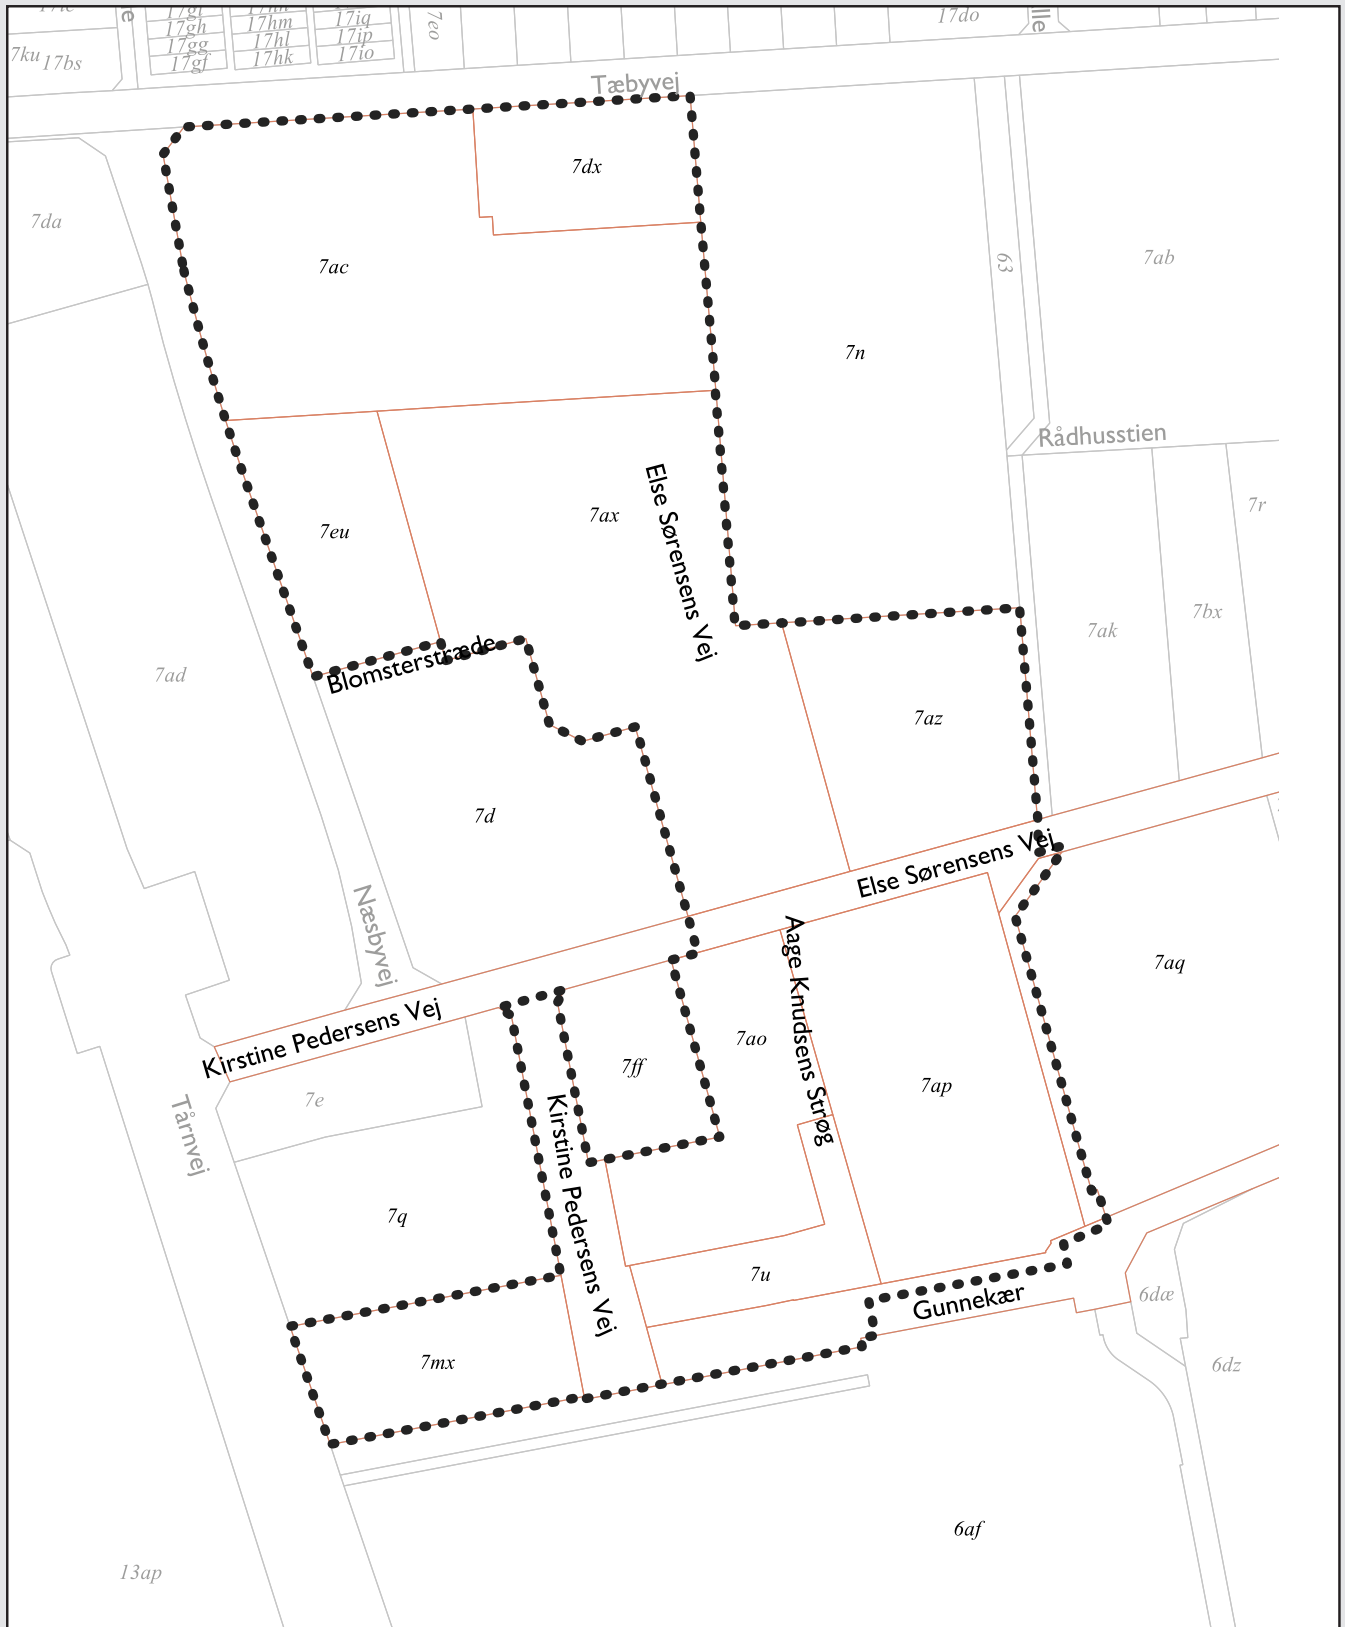 17do
17gh
17gg
17gf
17hm
17hl
17hk
17iq
17ip
17io
7eo
7ku
17bs
Tæbyvej
7dx
7da
7ac
63
7ab
7n
Rådhusstien
7eu
7ax
Else Sørensens Vej
7r
7bx
7ak
7ad
Blomsterstræde
7az
7d
Else Sørensens Vej
Næsbyvej
Aage Knudsens Strøg
7aq
Kirstine Pedersens Vej
7ao
7ff
7ap
7e
Tårnvej
Kirstine Pedersens Vej
7q
7u
Gunnekær
6dæ
6dz
7mx
6af
13ap